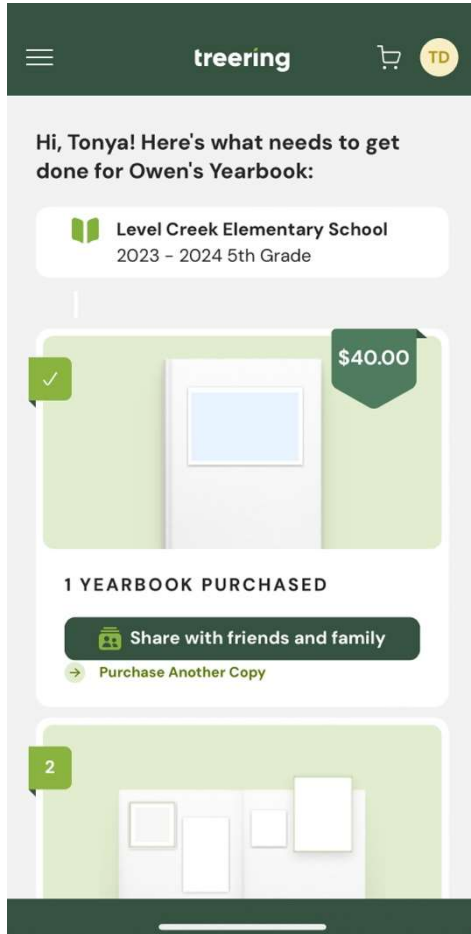 treering
TD
Hi, Tonya! Here's what needs to get
done for Owen's Yearbook:
Level Creek Elementary School
2023 – 2024 5th Grade
$40.00
1 YEARBOOK PURCHASED
Share with friends and family
Purchase Another Copy
2